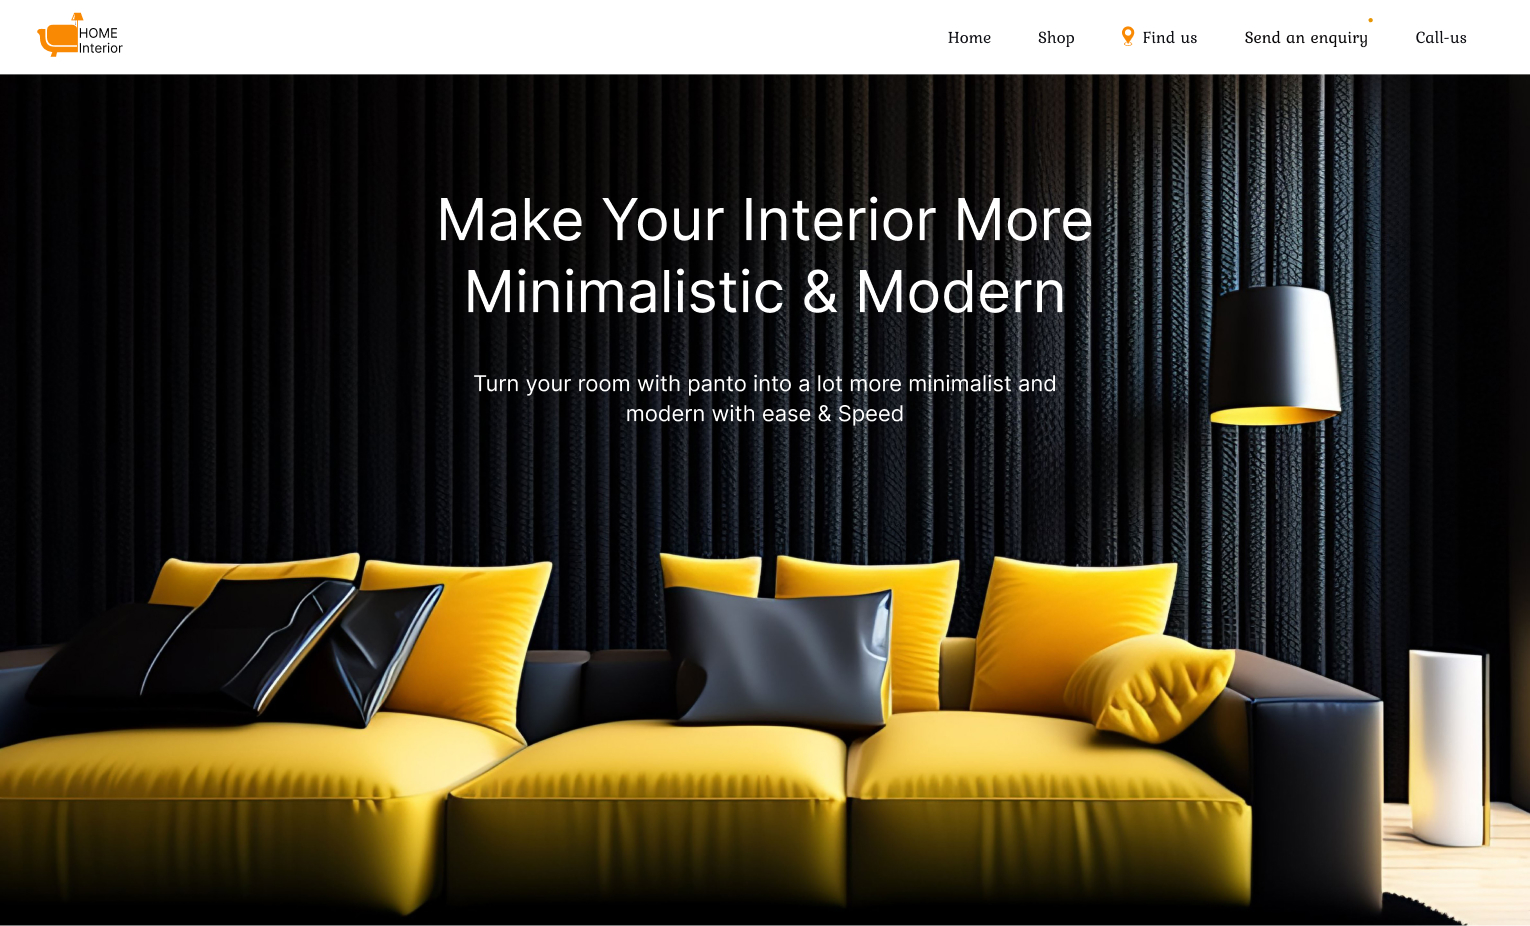 HOME
Interior
Home
Shop
Find us
Send an enquiry
Call-us
Make Your Interior More
Minimalistic & Modern
Turn your room with panto into a lot more minimalist and
modern with ease & Speed